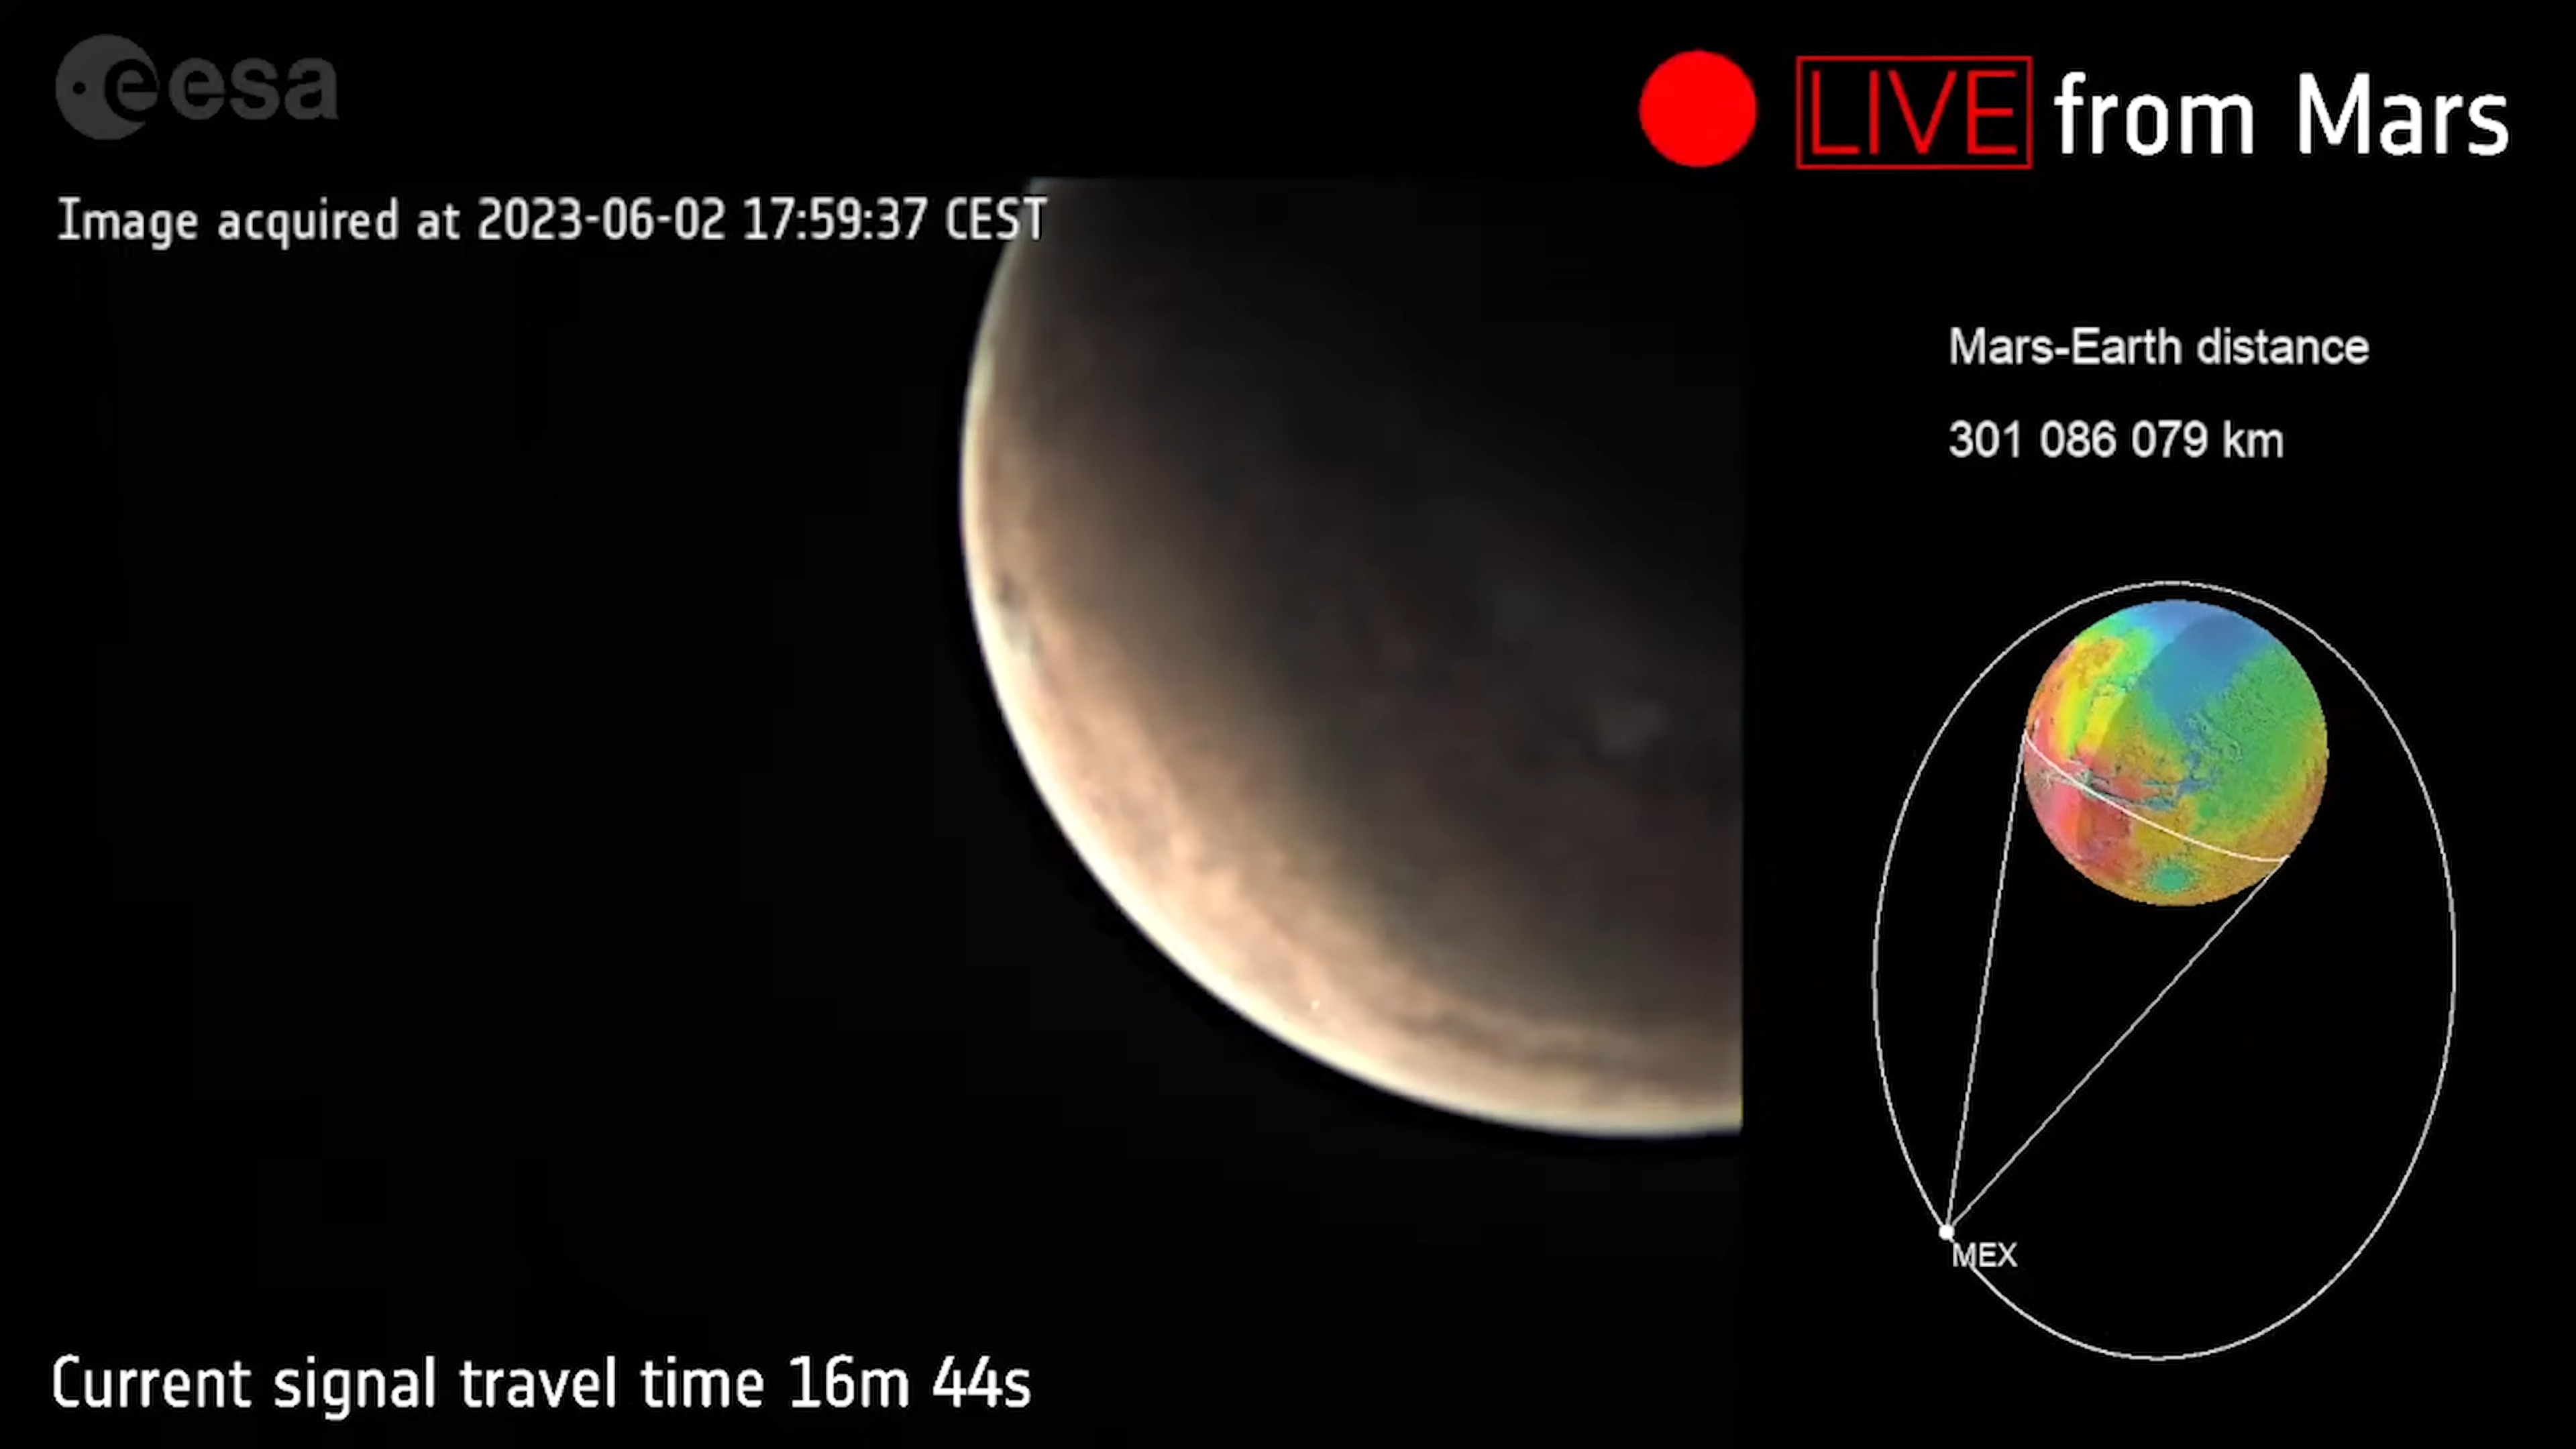 esa
LIVE from Mars
Image acquired at 2023-06-02 17:59:37 CEST
Mars-Earth distance
301 086 079 km
MEX
Current signal travel time 16m 44s